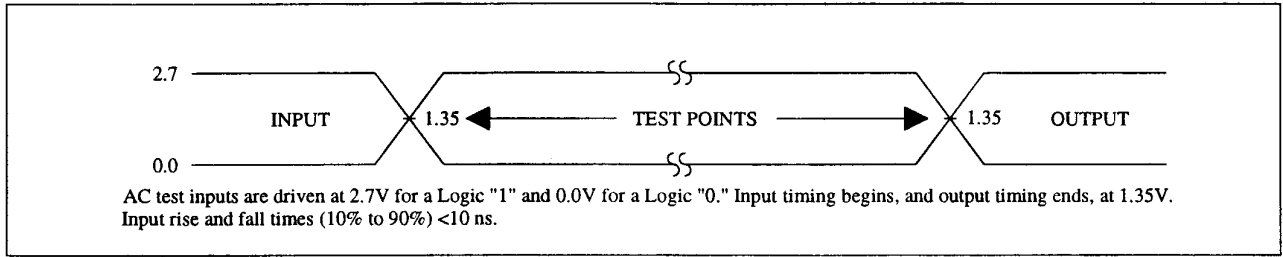 2.7
INPUT 1.35 TEST POINTS 1.35 OUTPUT
0.0
AC test inputs are driven at 2.7V for a Logic "1" and 0.0V for a Logic "0." Input timing begins, and output timing ends, at 1.35V.
Input rise and fall times (10% to 90%) <10 ns.